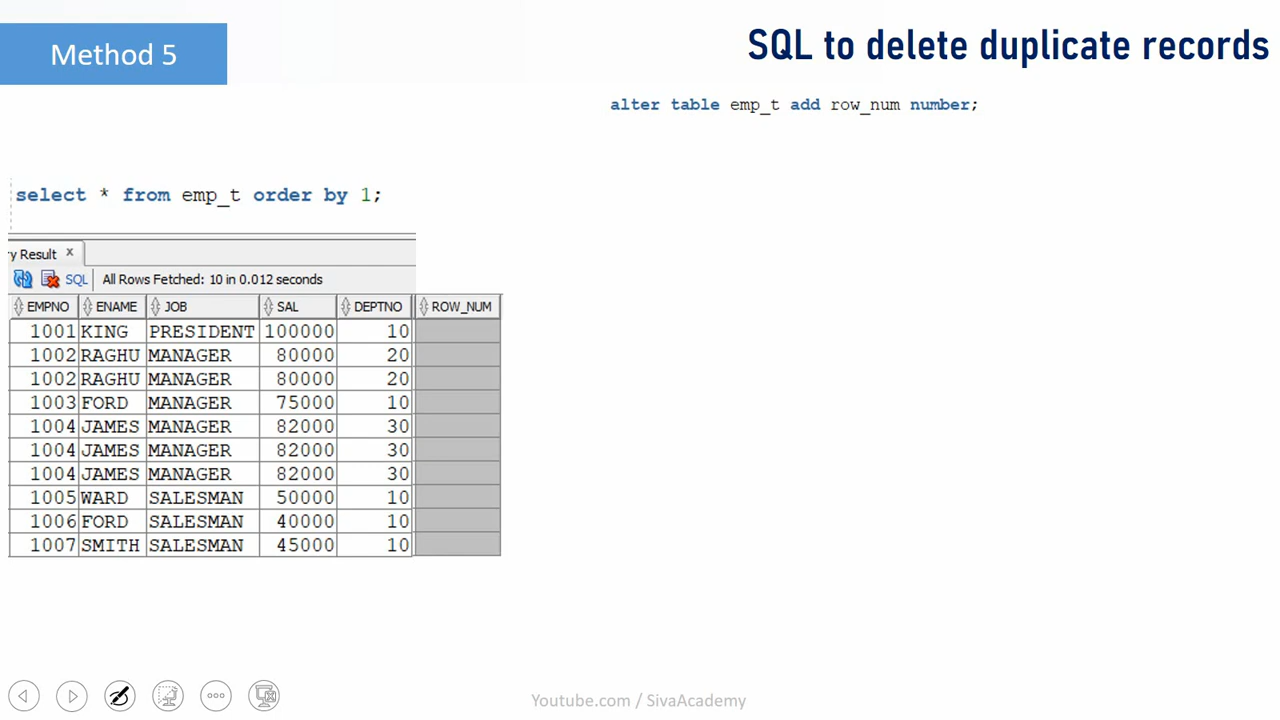 Method 5
SQL to delete duplicate records
alter table emp_t add row_num number;
select * from emp_t order by 1;
ry Result x
SQL All Rows Fetched: 10 in 0.012 seconds
EMPNO ENAME JOB SAL DEPTNO ROW_NUM
1001 KING PRESIDENT 100000 10
1002 RAGHU MANAGER 80000 20
1002 RAGHU MANAGER 80000 20
1003 FORD MANAGER 75000 10
1004 JAMES MANAGER 82000 30
1004 JAMES MANAGER 82000 30
1004 JAMES MANAGER 82000 30
1005 WARD SALESMAN 50000 10
1006 FORD SALESMAN 40000 10
1007 SMITH SALESMAN 45000 10
Youtube.com / SivaAcademy